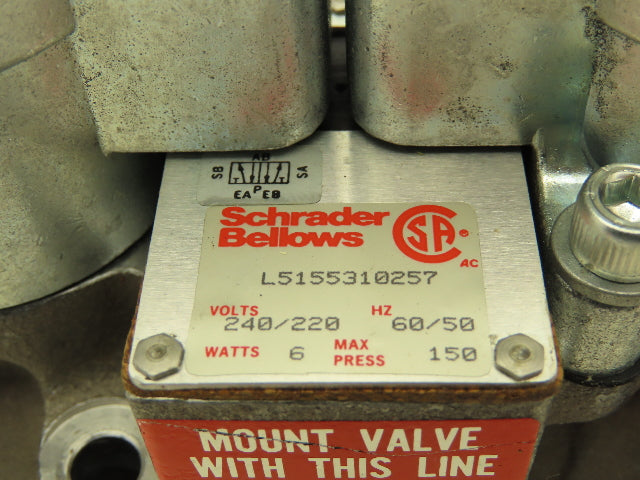 AB
SB SA
EA P EB
Schrader
Bellows
CSA ®
AC
L5155310257
VOLTS HZ
240/220 60/50
WATTS 6 MAX PRESS 150
MOUNT VALVE
WITH THIS LINE